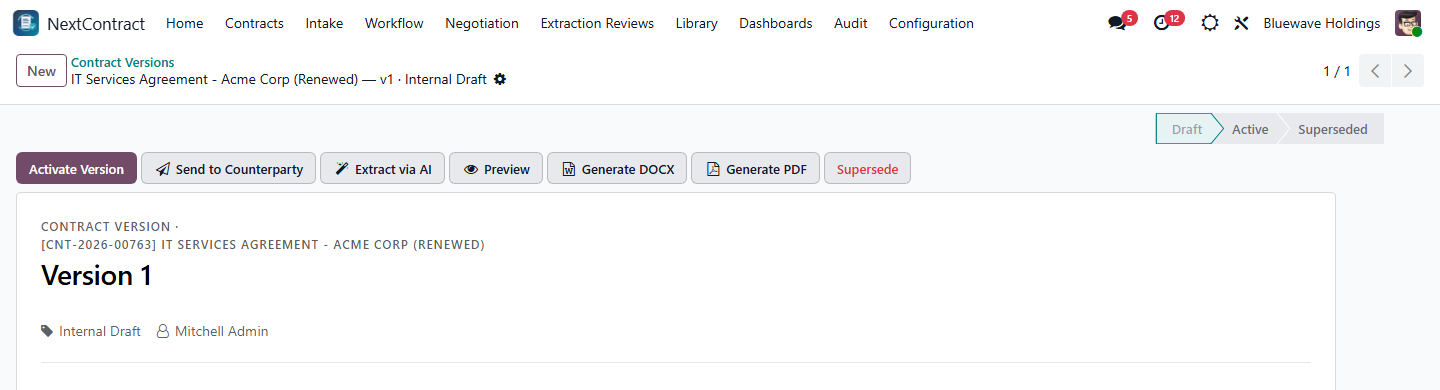 NextContract Home Contracts Intake Workflow Negotiation Extraction Reviews Library Dashboards Audit Configuration 5 12 Bluewave Holdings
New
Contract Versions
IT Services Agreement - Acme Corp (Renewed) — v1 · Internal Draft
1 / 1
Draft Active Superseded
Activate Version Send to Counterparty Extract via AI Preview Generate DOCX Generate PDF Supersede
CONTRACT VERSION ·
[CNT-2026-00763] IT SERVICES AGREEMENT - ACME CORP (RENEWED)
Version 1
Internal Draft Mitchell Admin